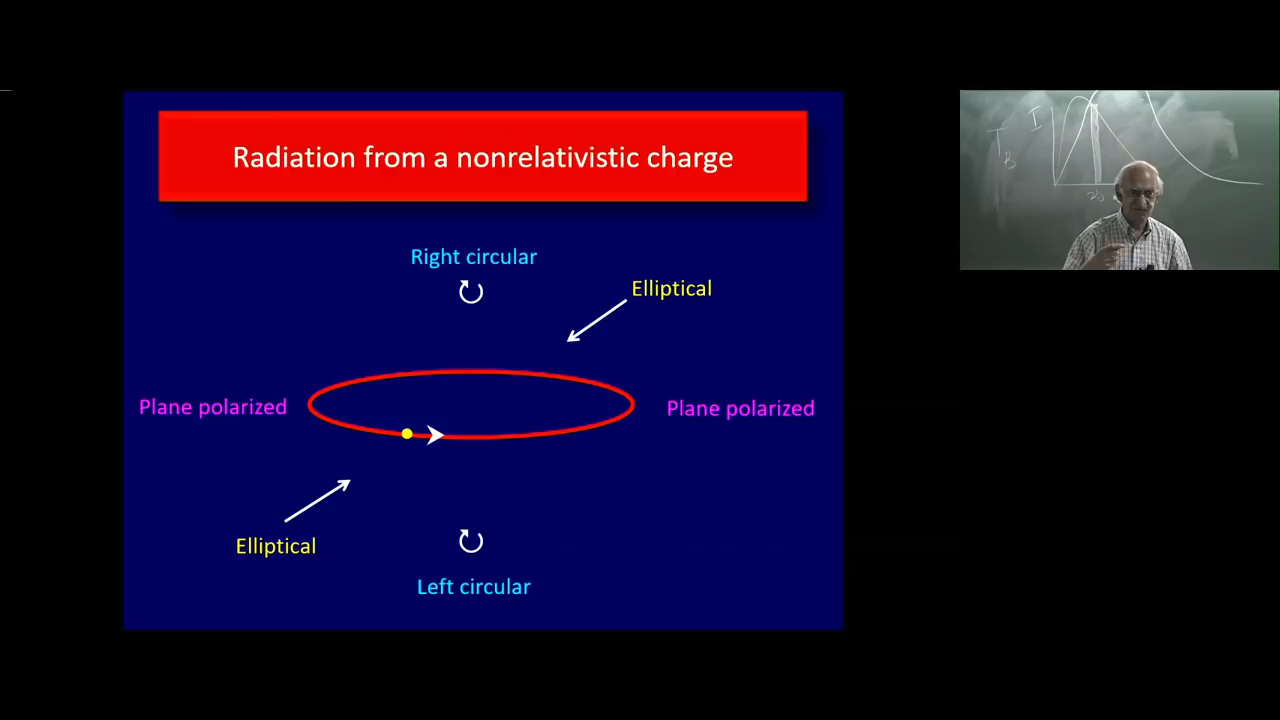 Radiation from a nonrelativistic charge
Right circular
Elliptical
Plane polarized
Plane polarized
Elliptical
Left circular
I
T
B